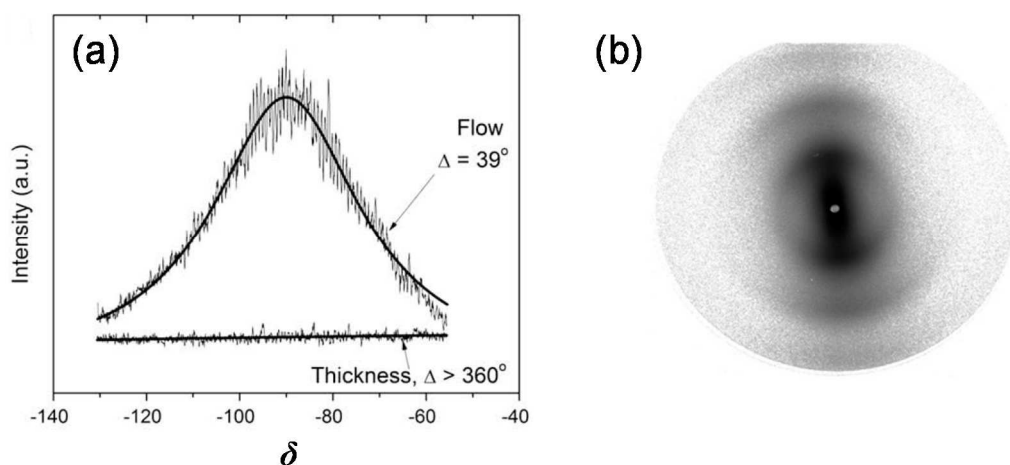 (a)
Flow
Δ = 39°
Thickness, Δ > 360°
Intensity (a.u.)
-140
-120
-100
-80
-60
-40
δ
(b)